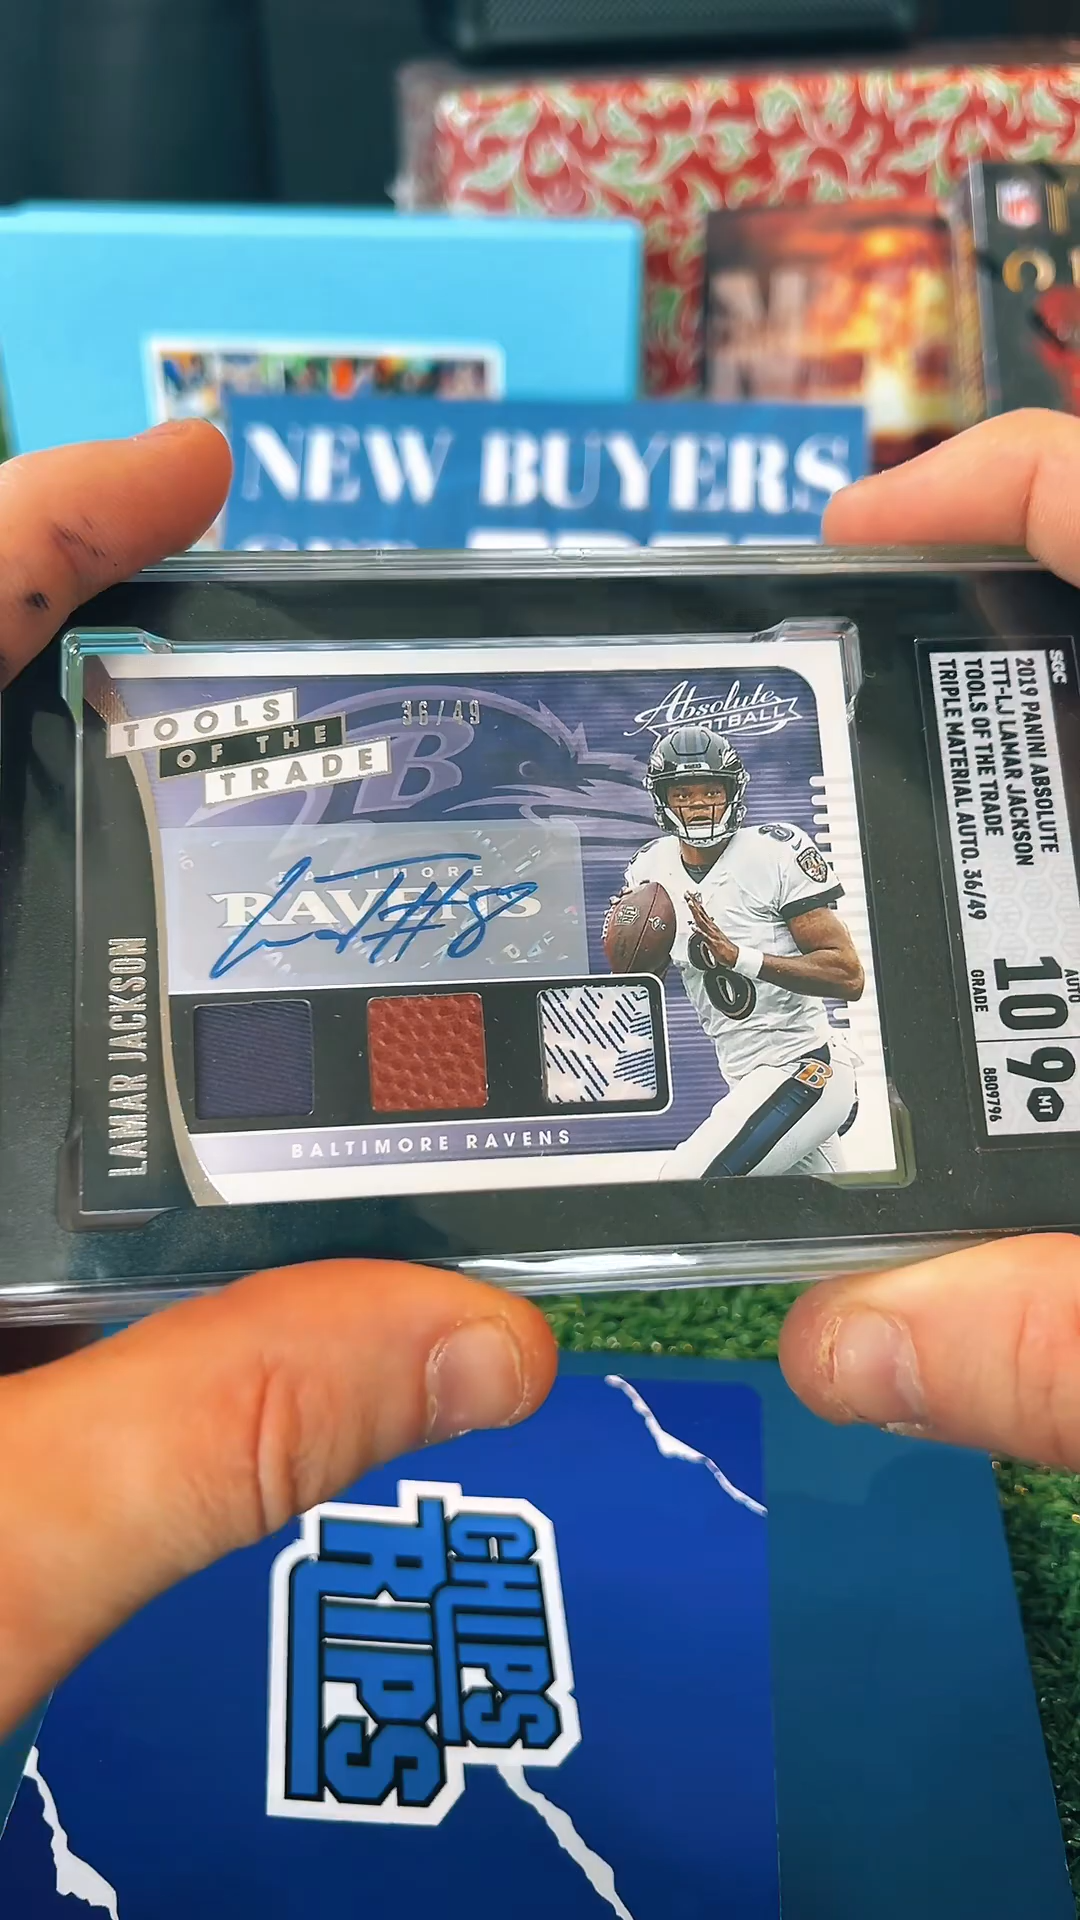 NEW BUYERS
TOOLS
OF THE
TRADE
36/49
Absolute
FOOTBALL
BALTIMORE
RAVENS
#8
8
LAMAR JACKSON
BALTIMORE RAVENS
SGC
2019 PANINI ABSOLUTE
TTT-LJ LAMAR JACKSON
TOOLS OF THE TRADE
TRIPLE MATERIAL AUTO. 36/49
AUTO
10
GRADE
9
MT
8809796
CHIPS
RIPS